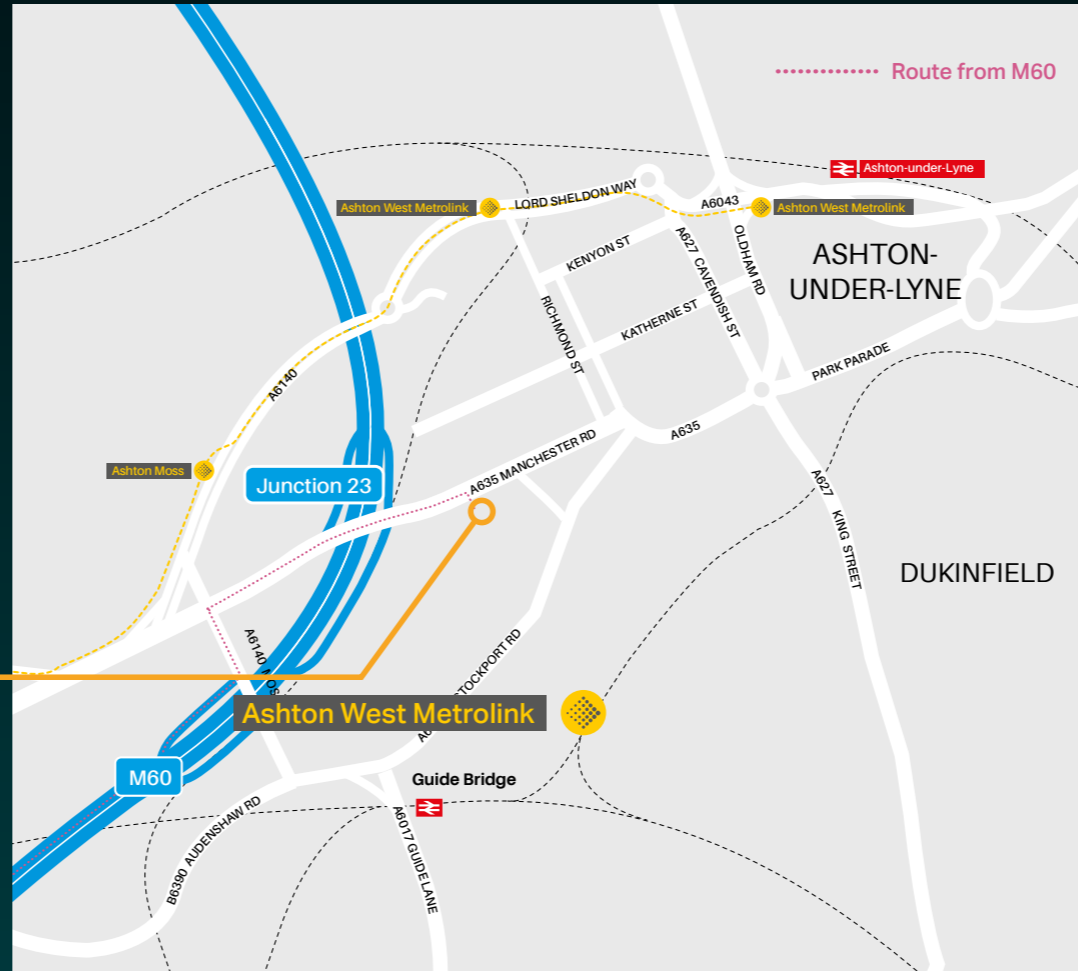 Route from M60
Ashton-under-Lyne
LORD SHELDON WAY
Ashton West Metrolink
A6043
Ashton West Metrolink
KENYON ST
A627 CAVENDISH ST
OLDHAM RD
ASHTON-
UNDER-LYNE
RICHMOND ST
KATHERNE ST
PARK PARADE
A6140
A635
A635 MANCHESTER RD
Ashton Moss
Junction 23
A627 KING STREET
DUKINFIELD
A6140
STOCKPORT RD
Ashton West Metrolink
M60
Guide Bridge
B6390 AUDENSHAW RD
A6017 GUIDE LANE